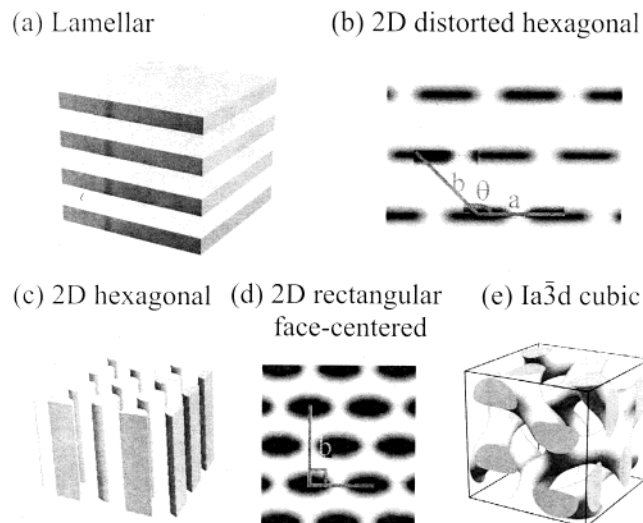 (a) Lamellar
(b) 2D distorted hexagonal
b
θ
a
(c) 2D hexagonal
(d) 2D rectangular
face-centered
b
(e) Ia3̄d cubic